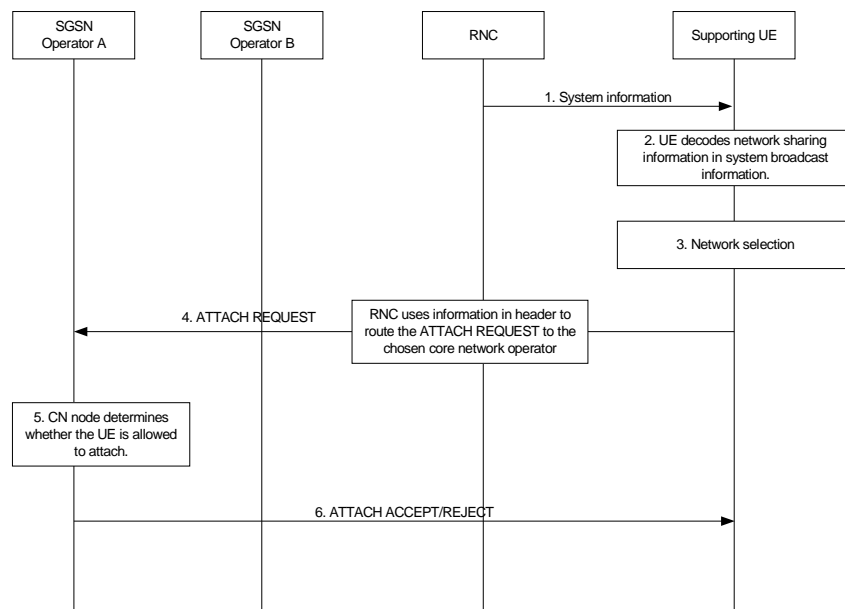 SGSN
Operator A
SGSN
Operator B
RNC
Supporting UE
1. System information
2. UE decodes network sharing
information in system broadcast
information.
3. Network selection
4. ATTACH REQUEST
RNC uses information in header to
route the ATTACH REQUEST to the
chosen core network operator
5. CN node determines
whether the UE is allowed
to attach.
6. ATTACH ACCEPT/REJECT